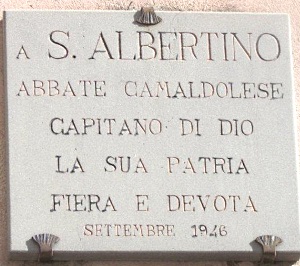 A S. ALBERTINO
ABBATE CAMALDOLESE
CAPITANO DI DIO
LA SUA PATRIA
FIERA E DEVOTA
SETTEMBRE 1946